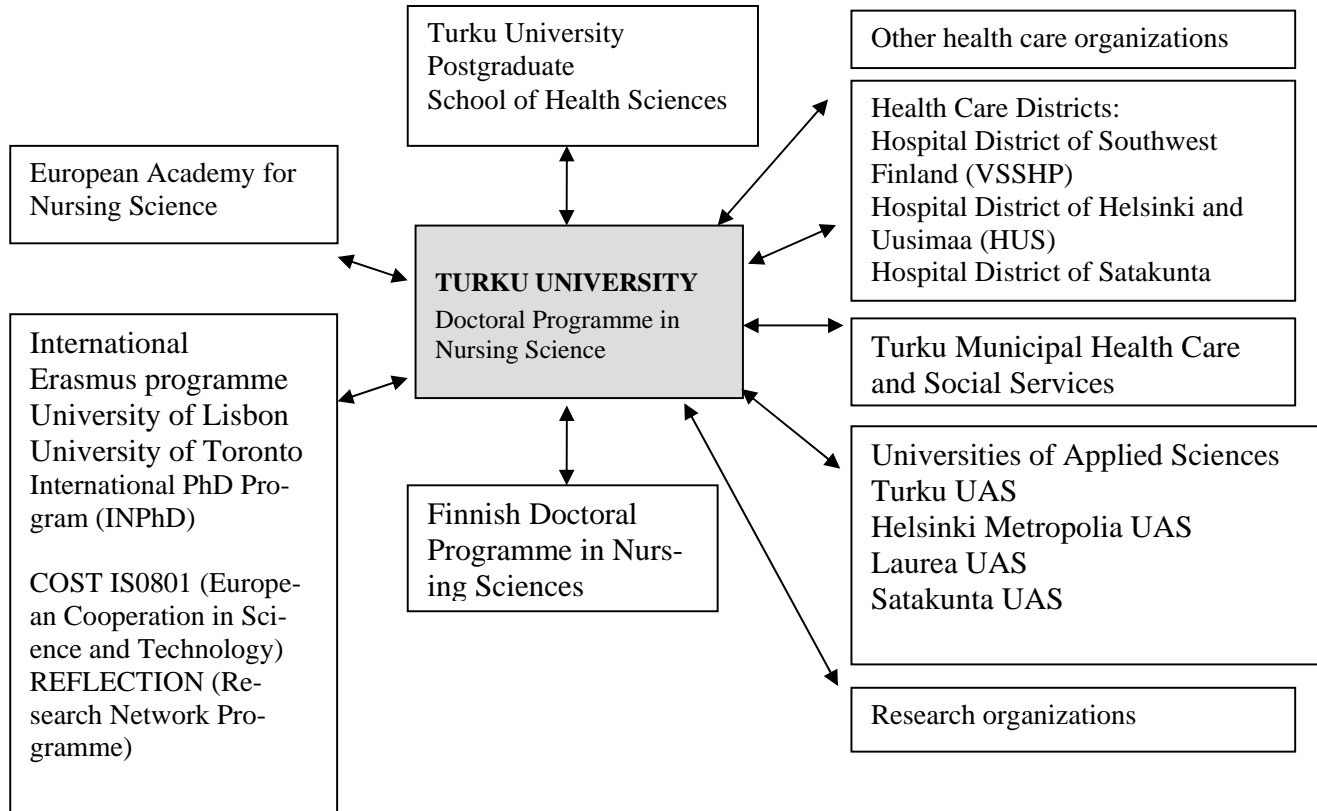 Turku University
Postgraduate
School of Health Sciences
Other health care organizations
Health Care Districts:
Hospital District of Southwest
Finland (VSSHP)
Hospital District of Helsinki and
Uusimaa (HUS)
Hospital District of Satakunta
European Academy for
Nursing Science
TURKU UNIVERSITY
Doctoral Programme in
Nursing Science
International
Erasmus programme
University of Lisbon
University of Toronto
International PhD Pro-
gram (INPhD)
COST IS0801 (Europe-
an Cooperation in Sci-
ence and Technology)
REFLECTION (Re-
search Network Pro-
gramme)
Turku Municipal Health Care
and Social Services
Finnish Doctoral
Programme in Nurs-
ing Sciences
Universities of Applied Sciences
Turku UAS
Helsinki Metropolia UAS
Laurea UAS
Satakunta UAS
Research organizations